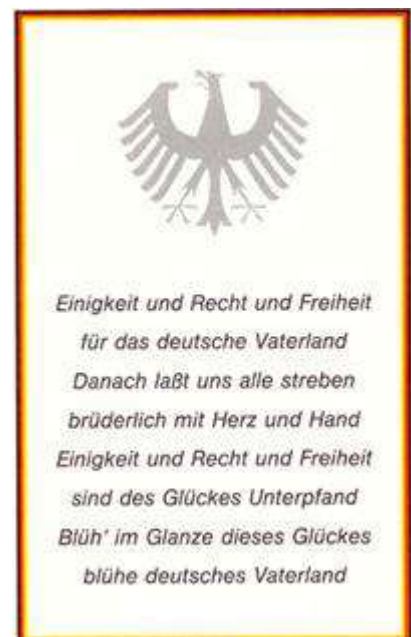 Einigkeit und Recht und Freiheit
für das deutsche Vaterland
Danach laßt uns alle streben
brüderlich mit Herz und Hand
Einigkeit und Recht und Freiheit
sind des Glückes Unterpfand
Blüh' im Glanze dieses Glückes
blühe deutsches Vaterland